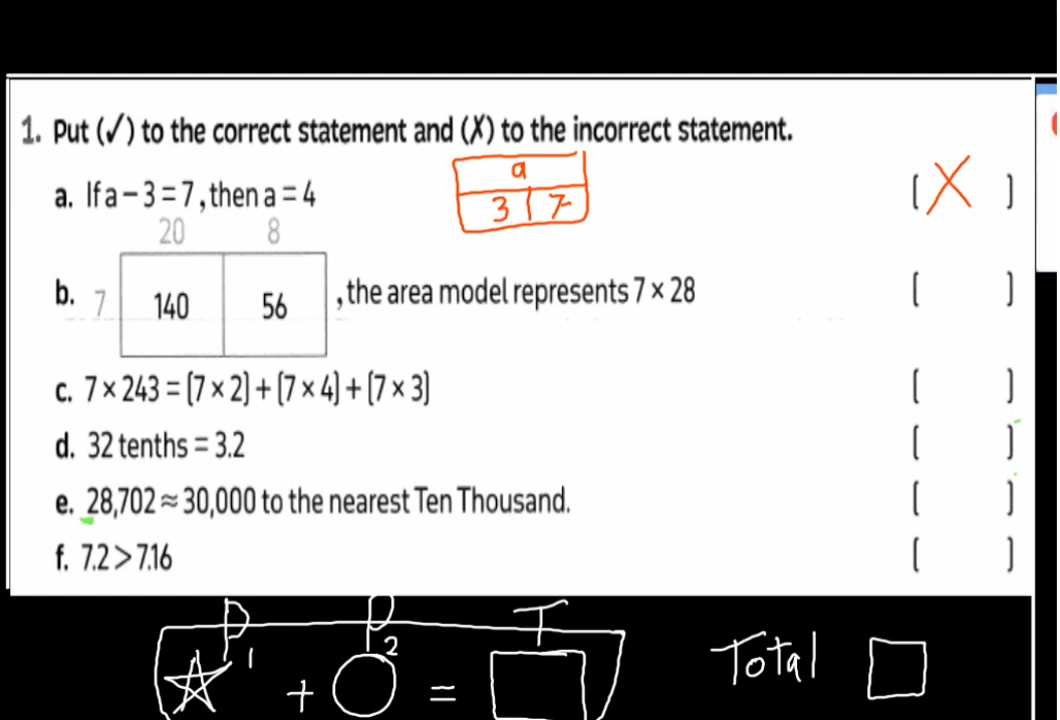 1. Put (✓) to the correct statement and (X) to the incorrect statement.
a
a. If a – 3 = 7, then a = 4 [ X ]
3 7
20 8
b. 7 140 56 , the area model represents 7 × 28 [ ]
c. 7 × 243 = (7 × 2) + (7 × 4) + (7 × 3) [ ]
d. 32 tenths = 3.2 [ ]
e. 28,702 ≈ 30,000 to the nearest Ten Thousand. [ ]
f. 7.2 > 7.16 [ ]
P P T
1 2 Total
+ =